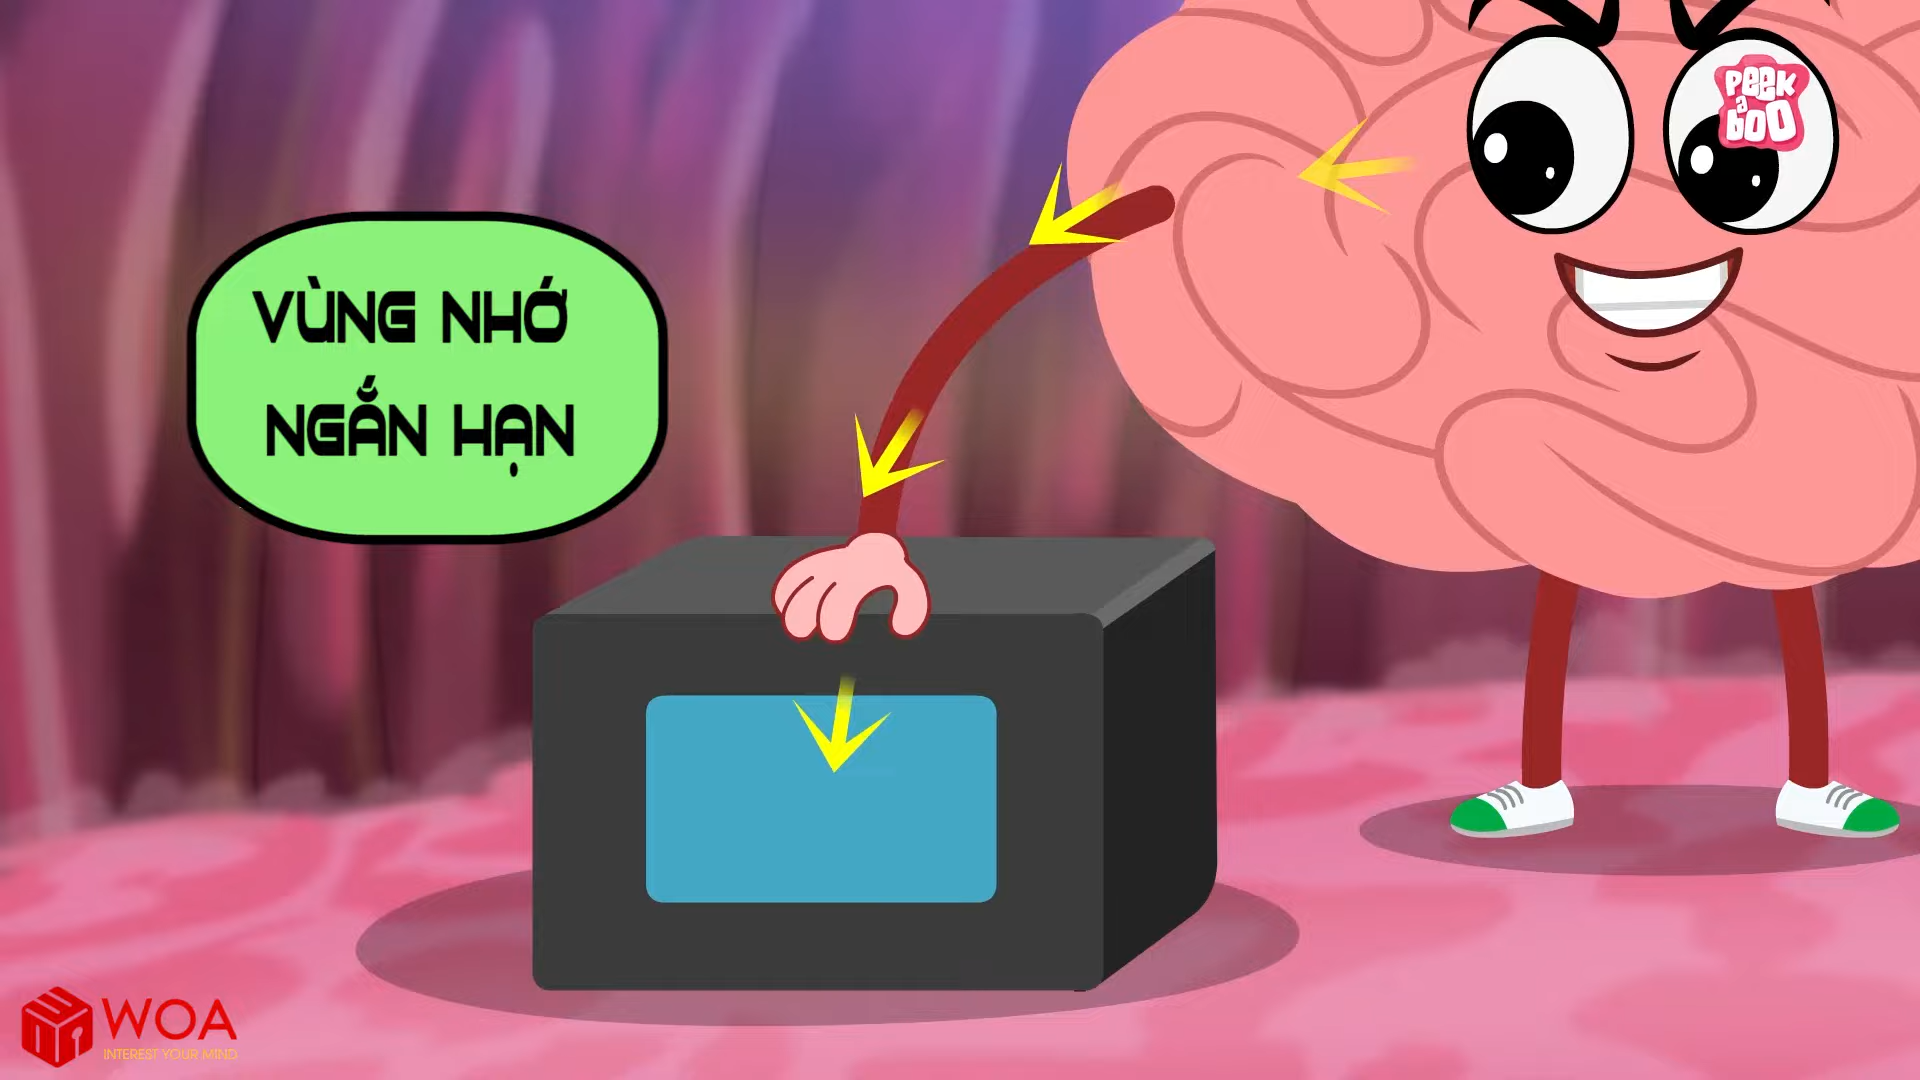 PEEK
a
BOO
VÙNG NHỚ
NGẮN HẠN
WOA
INTEREST YOUR MIND